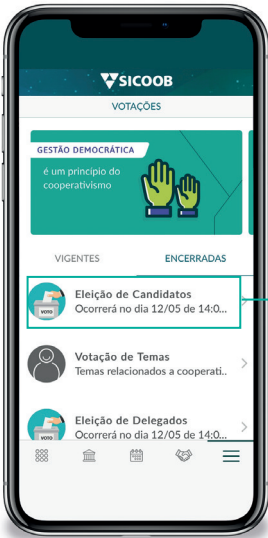 SICOOB
VOTAÇÕES
GESTÃO DEMOCRÁTICA
é um princípio do
cooperativismo
VIGENTES
ENCERRADAS
VOTO
Eleição de Candidatos
Ocorrerá no dia 12/05 de 14:0...
Votação de Temas
Temas relacionados a cooperati..
VOTO
Eleição de Delegados
Ocorrerá no dia 12/05 de 14:0...